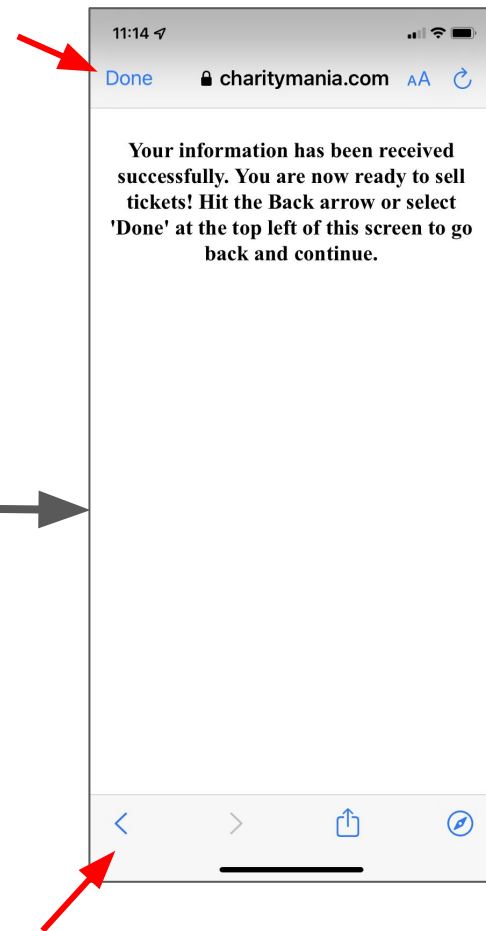 11:14
Done charitymania.com AA
Your information has been received
successfully. You are now ready to sell
tickets! Hit the Back arrow or select
'Done' at the top left of this screen to go
back and continue.